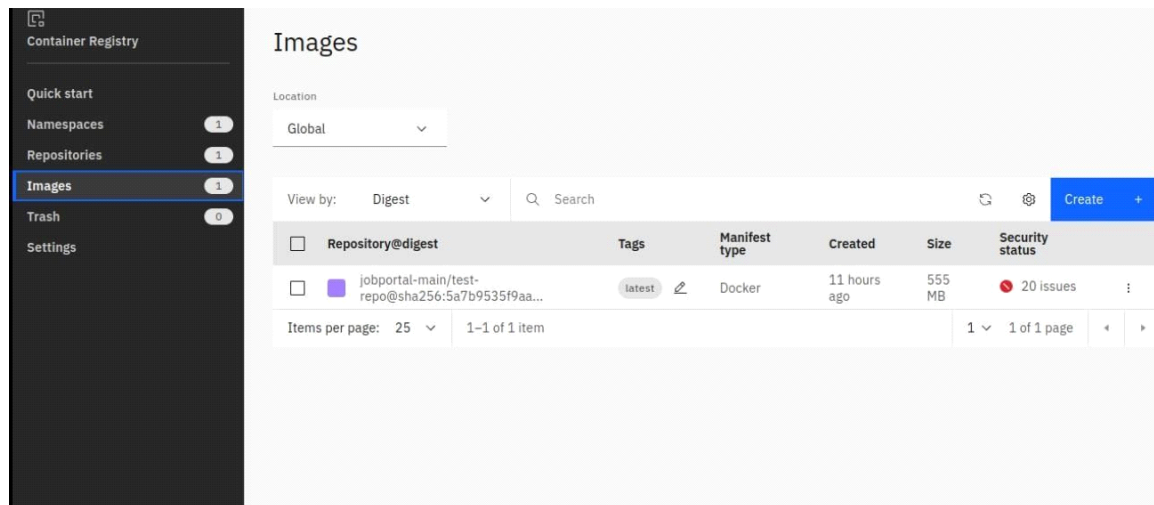 Container Registry
Quick start
Namespaces 1
Repositories 1
Images 1
Trash 0
Settings
Images
Location
Global
View by: Digest Search Create +
Repository@digest Tags Manifest type Created Size Security status
jobportal-main/test-repo@sha256:5a7b9535f9aa... latest Docker 11 hours ago 555 MB 20 issues
Items per page: 25 1–1 of 1 item 1 1 of 1 page